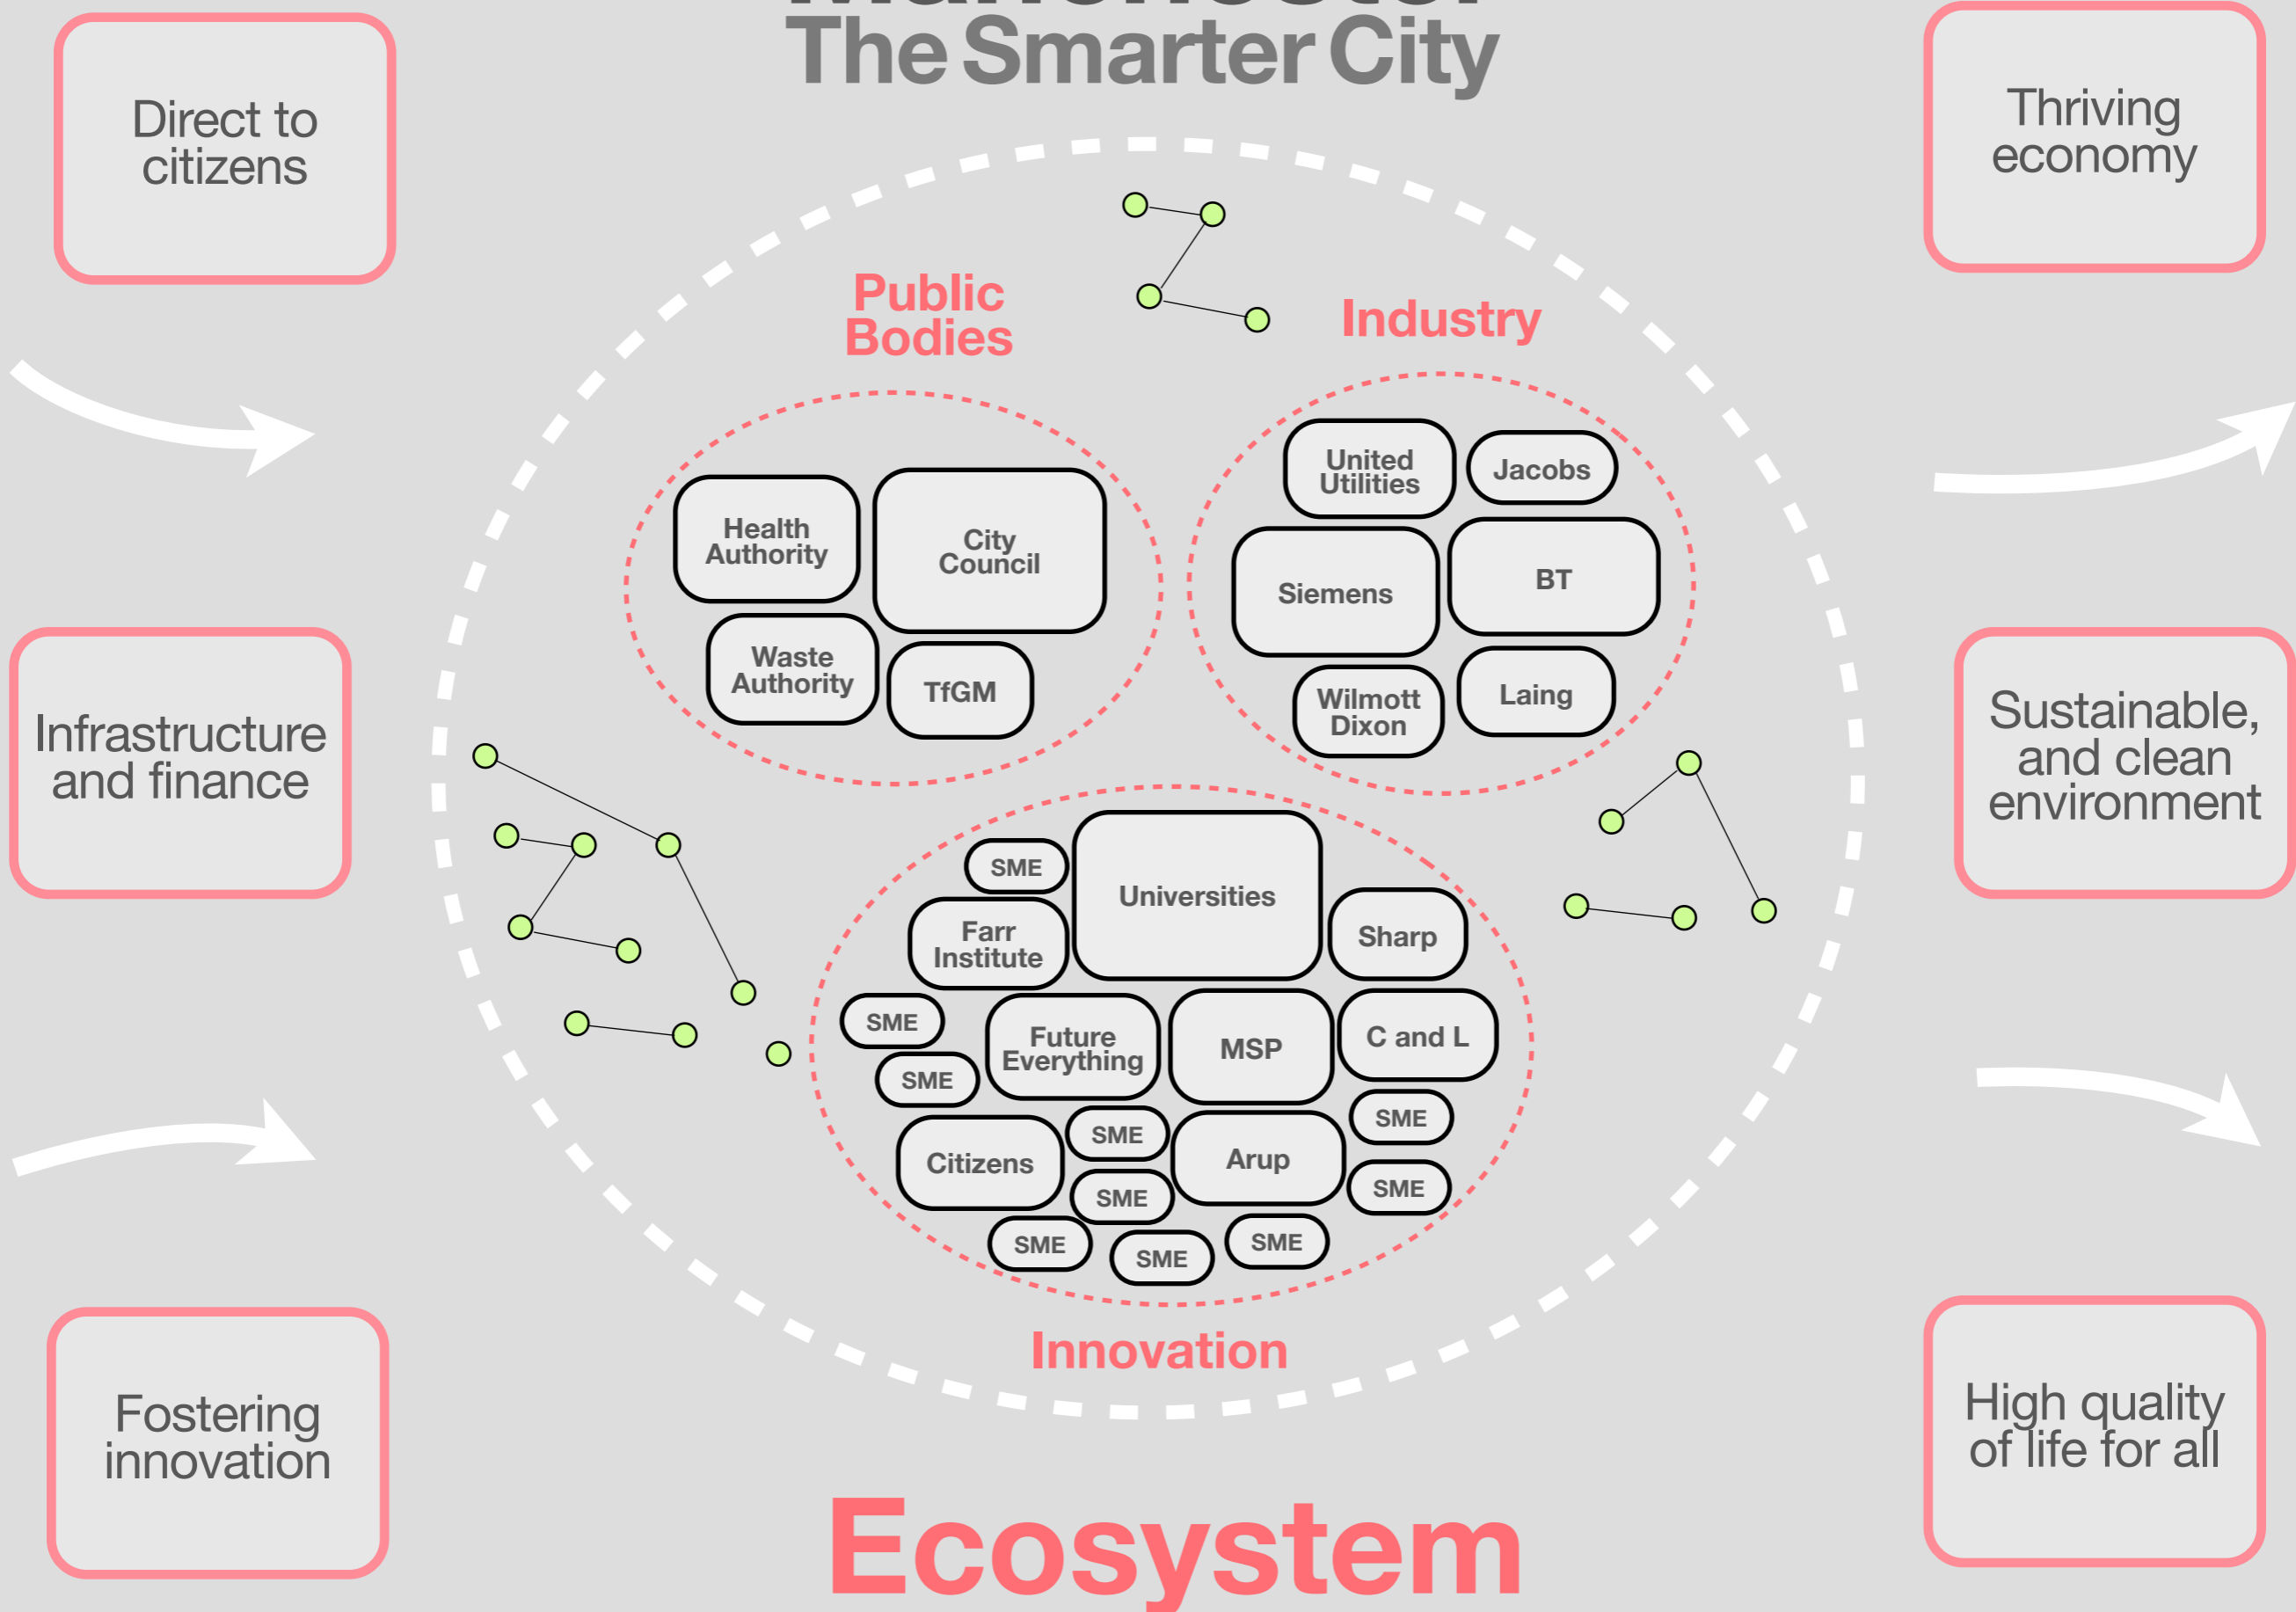 Manchester
The Smarter City
Direct to
citizens
Infrastructure
and finance
Fostering
innovation
Public
Bodies
Health
Authority
City
Council
Waste
Authority
TfGM
Industry
United
Utilities
Jacobs
Siemens
BT
Wilmott
Dixon
Laing
SME
Universities
Farr
Institute
Sharp
SME
Future
Everything
MSP
C and L
SME
SME
SME
Citizens
Arup
SME
SME
SME
SME
SME
Innovation
Ecosystem
Thriving
economy
Sustainable,
and clean
environment
High quality
of life for all